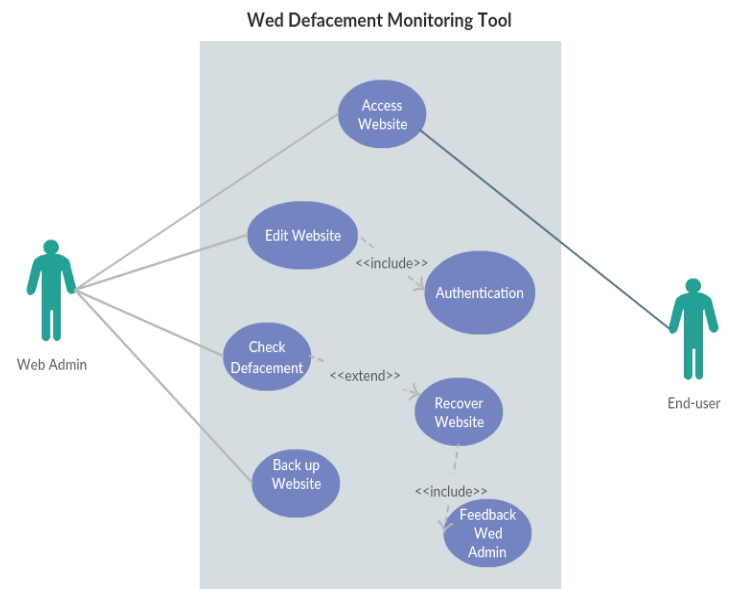 Wed Defacement Monitoring Tool
Access
Website
Edit Website
<<include>>
Authentication
Web Admin
Check
Defacement
<<extend>>
Recover
Website
End-user
Back up
Website
<<include>>
Feedback
Wed
Admin